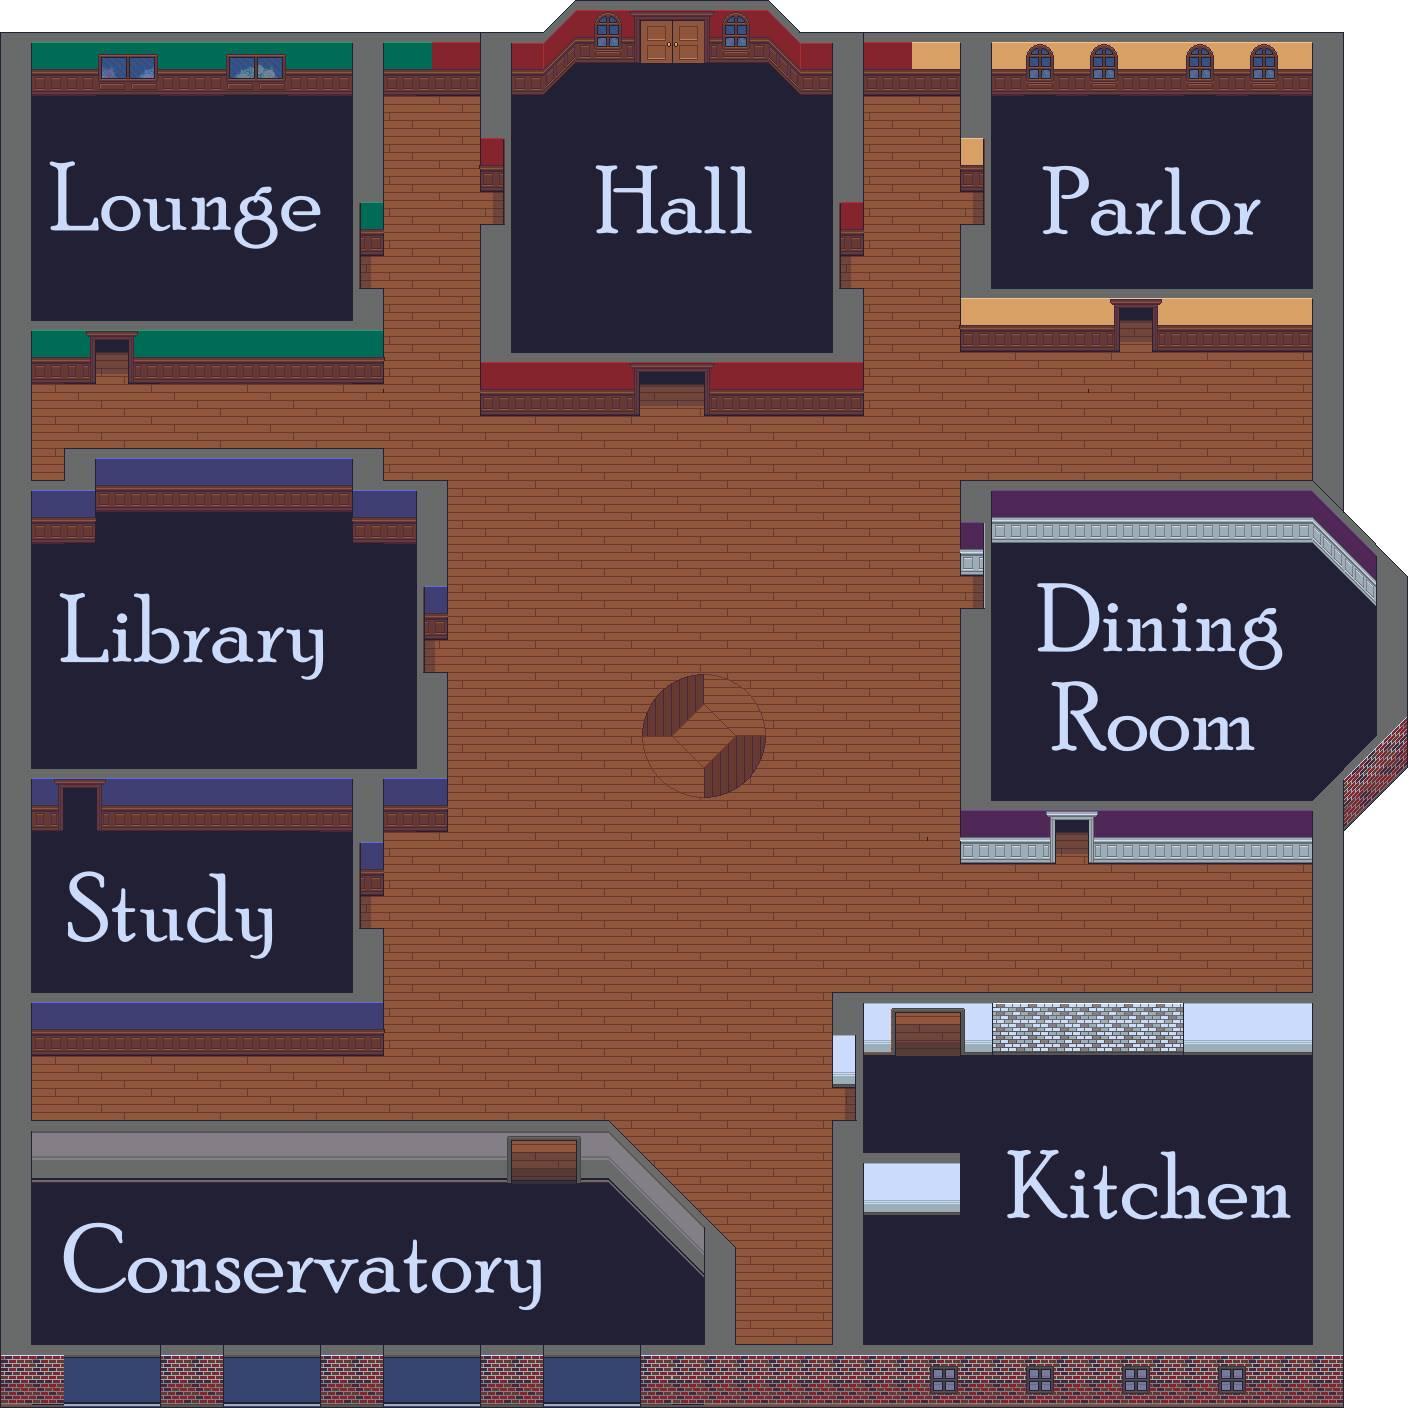 Lounge
Hall
Parlor
Library
Dining
Room
Study
Kitchen
Conservatory